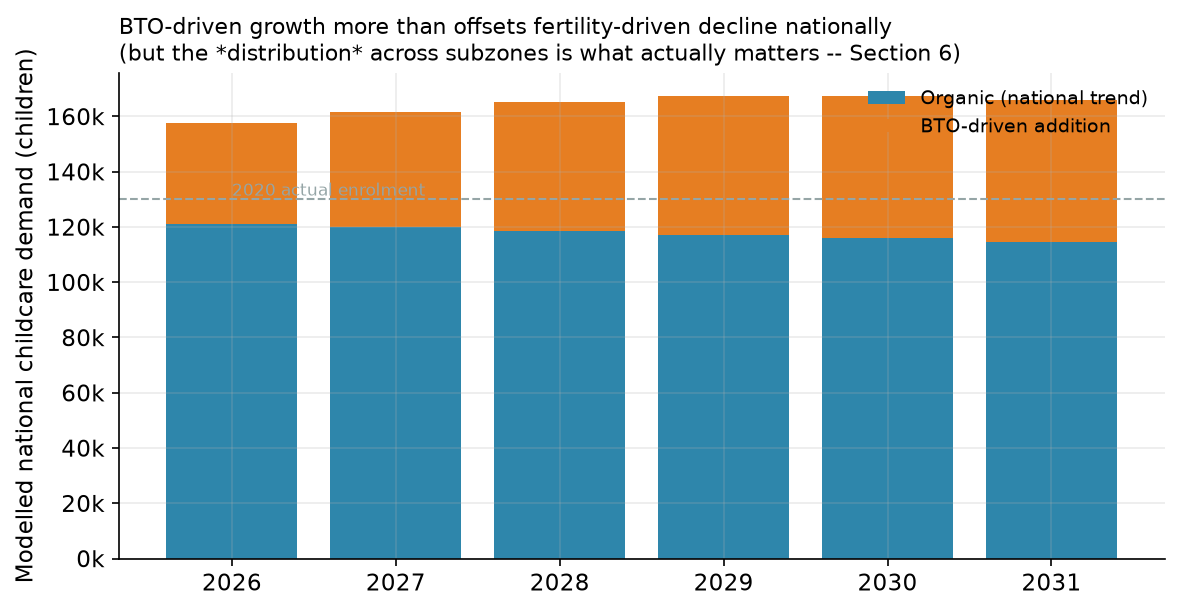 BTO-driven growth more than offsets fertility-driven decline nationally
(but the *distribution* across subzones is what actually matters -- Section 6)
Modelled national childcare demand (children)
160k
140k
120k
100k
80k
60k
40k
20k
0k
2020 actual enrolment
Organic (national trend)
BTO-driven addition
2026
2027
2028
2029
2030
2031